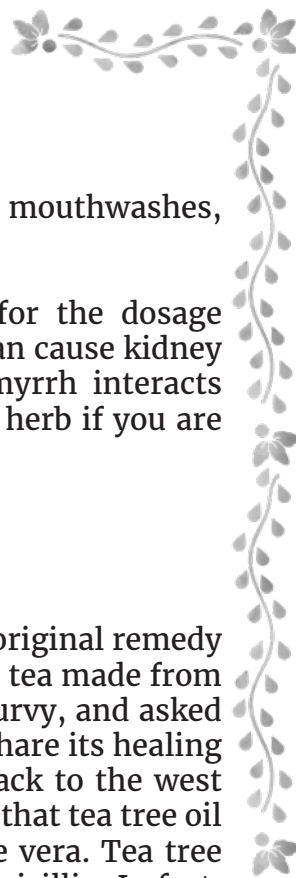 mouthwashes,
for the dosage
an cause kidney
myrrh interacts
herb if you are
original remedy
tea made from
urvy, and asked
hare its healing
ack to the west
that tea tree oil
e vera. Tea tree